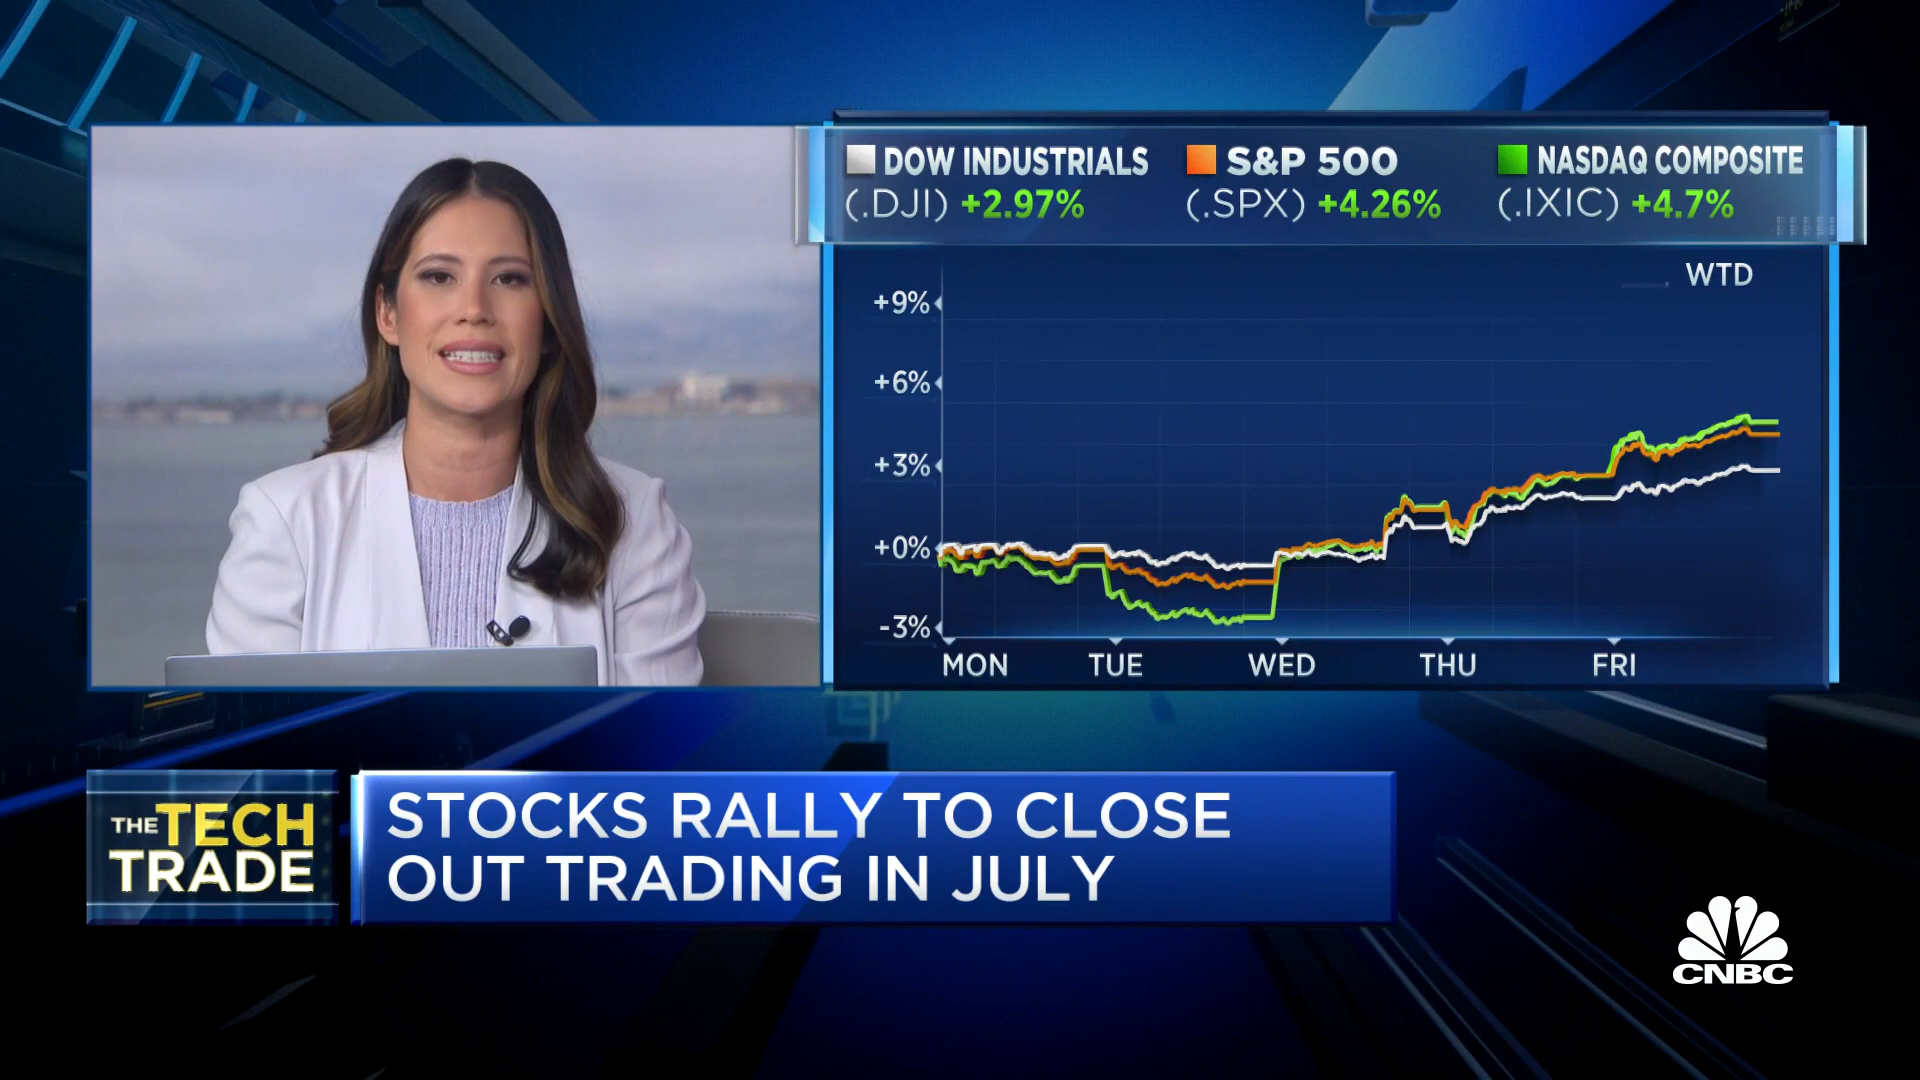 DOW INDUSTRIALS
(.DJI) +2.97%
S&P 500
(.SPX) +4.26%
NASDAQ COMPOSITE
(.IXIC) +4.7%
WTD
+9%
+6%
+3%
+0%
-3%
MON TUE WED THU FRI
THE TECH
TRADE
STOCKS RALLY TO CLOSE
OUT TRADING IN JULY
CNBC